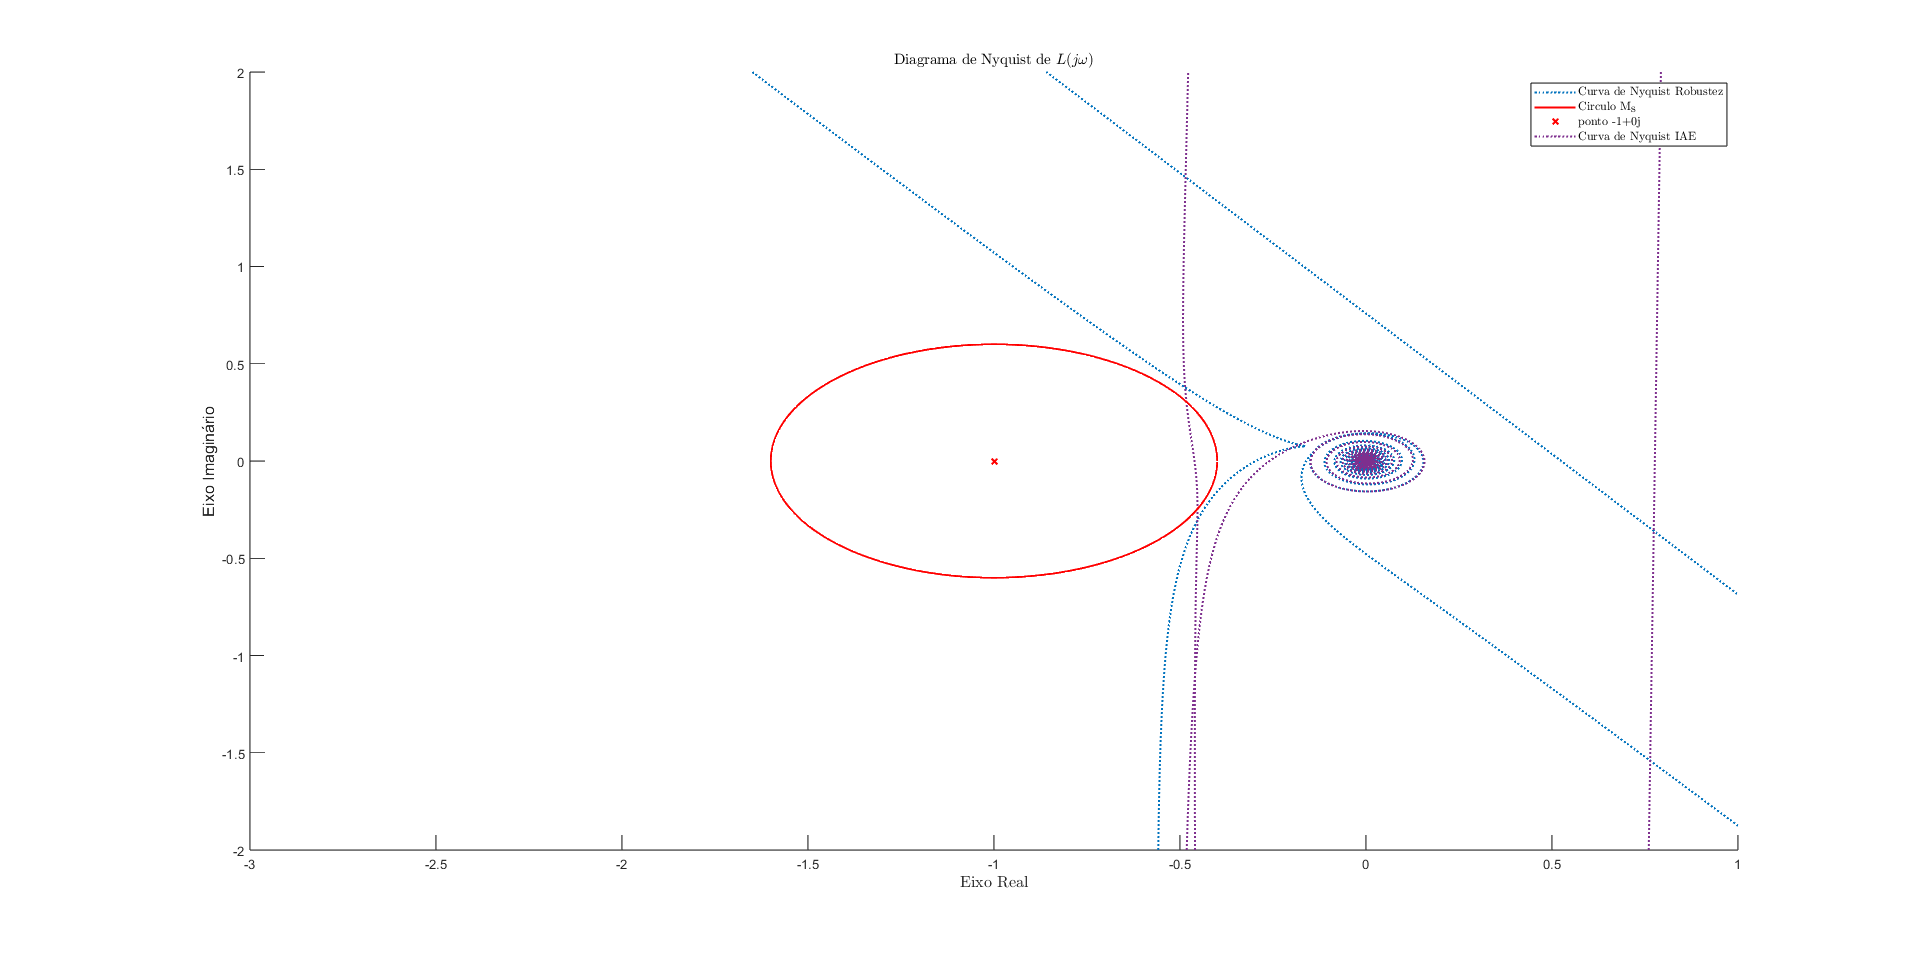 Diagrama de Nyquist de L(jω)
Curva de Nyquist Robustez
Circulo M_S
ponto -1+0j
Curva de Nyquist IAE
Eixo Imaginário
2
1.5
1
0.5
0
-0.5
-1
-1.5
-2
-3 -2.5 -2 -1.5 -1 -0.5 0 0.5 1
Eixo Real